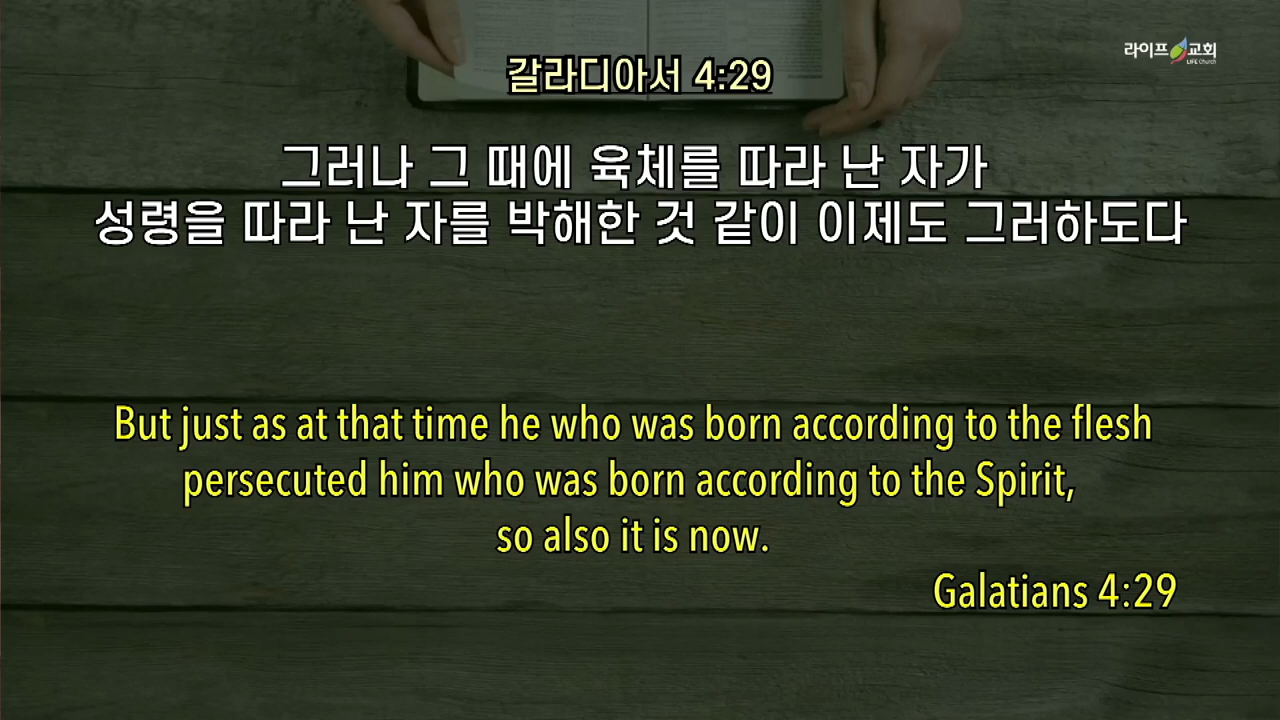 라이프 교회
LIFE Church
갈라디아서 4:29
그러나 그 때에 육체를 따라 난 자가
성령을 따라 난 자를 박해한 것 같이 이제도 그러하도다
But just as at that time he who was born according to the flesh
persecuted him who was born according to the Spirit,
so also it is now.
Galatians 4:29